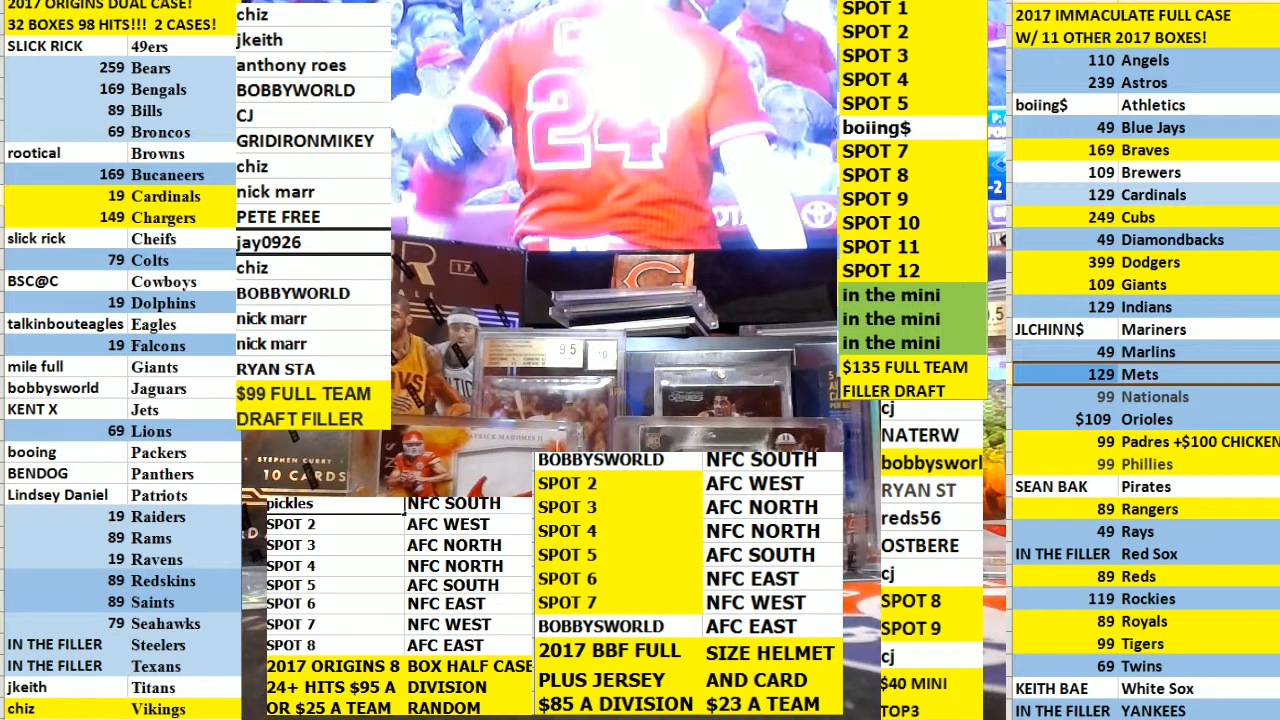 2017 ORIGINS DUAL CASE!
32 BOXES 98 HITS!!! 2 CASES!
SLICK RICK 49ers
259 Bears
169 Bengals
89 Bills
69 Broncos
rootical Browns
169 Bucaneers
19 Cardinals
149 Chargers
slick rick Cheifs
79 Colts
BSC@C Cowboys
19 Dolphins
talkinbouteagles Eagles
19 Falcons
mile full Giants
bobbysworld Jaguars
KENT X Jets
69 Lions
booing Packers
BENDOG Panthers
Lindsey Daniel Patriots
19 Raiders
89 Rams
19 Ravens
89 Redskins
89 Saints
79 Seahawks
IN THE FILLER Steelers
IN THE FILLER Texans
jkeith Titans
chiz Vikings
chiz
jkeith
anthony roes
BOBBYWORLD
CJ
GRIDIRONMIKEY
chiz
nick marr
PETE FREE
jay0926
chiz
BOBBYWORLD
nick marr
nick marr
RYAN STA
$99 FULL TEAM
DRAFT FILLER
24
17
9.5
10
STEPHEN CURRY
10 CARDS
PATRICK MAHOMES II
pickles NFC SOUTH
SPOT 2 AFC WEST
SPOT 3 AFC NORTH
SPOT 4 NFC NORTH
SPOT 5 AFC SOUTH
SPOT 6 NFC EAST
SPOT 7 NFC WEST
SPOT 8 AFC EAST
2017 ORIGINS 8 BOX HALF CASE
24+ HITS $95 A DIVISION
OR $25 A TEAM RANDOM
BOBBYSWORLD NFC SOUTH
SPOT 2 AFC WEST
SPOT 3 AFC NORTH
SPOT 4 NFC NORTH
SPOT 5 AFC SOUTH
SPOT 6 NFC EAST
SPOT 7 NFC WEST
BOBBYSWORLD AFC EAST
2017 BBF FULL SIZE HELMET
PLUS JERSEY AND CARD
$85 A DIVISION $23 A TEAM
SPOT 1
SPOT 2
SPOT 3
SPOT 4
SPOT 5
boiing$
SPOT 7
SPOT 8
SPOT 9
SPOT 10
SPOT 11
SPOT 12
in the mini
in the mini
in the mini
$135 FULL TEAM
FILLER DRAFT
cj
NATERW
bobbysworl
RYAN ST
reds56
OSTBERE
cj
SPOT 8
SPOT 9
cj
$40 MINI
TOP3
2017 IMMACULATE FULL CASE
W/ 11 OTHER 2017 BOXES!
110 Angels
239 Astros
boiing$ Athletics
49 Blue Jays
169 Braves
109 Brewers
129 Cardinals
249 Cubs
49 Diamondbacks
399 Dodgers
109 Giants
129 Indians
JLCHINN$ Mariners
49 Marlins
129 Mets
99 Nationals
$109 Orioles
99 Padres +$100 CHICKEN
99 Phillies
SEAN BAK Pirates
89 Rangers
49 Rays
IN THE FILLER Red Sox
89 Reds
119 Rockies
89 Royals
99 Tigers
69 Twins
KEITH BAE White Sox
IN THE FILLER YANKEES